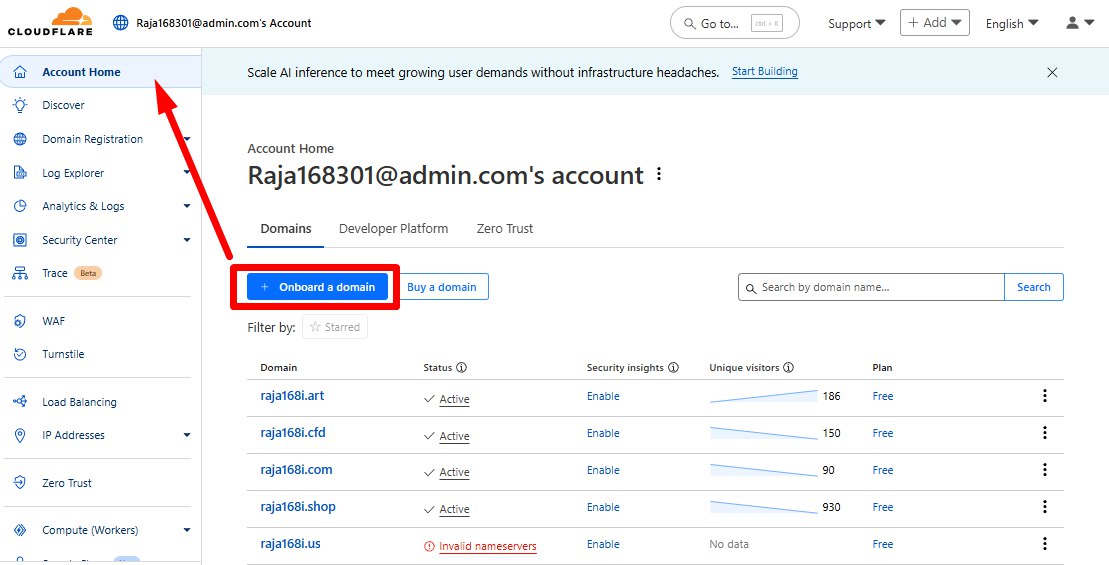 CLOUDFLARE
Raja168301@admin.com's Account
Go to... ctrl + K
Support
+ Add
English
Account Home
Discover
Domain Registration
Log Explorer
Analytics & Logs
Security Center
Trace Beta
WAF
Turnstile
Load Balancing
IP Addresses
Zero Trust
Compute (Workers)
Scale AI inference to meet growing user demands without infrastructure headaches. Start Building
Account Home
Raja168301@admin.com's account
Domains Developer Platform Zero Trust
+ Onboard a domain Buy a domain
Search by domain name... Search
Filter by: Starred
Domain Status Security insights Unique visitors Plan
raja168i.art Active Enable 186 Free
raja168i.cfd Active Enable 150 Free
raja168i.com Active Enable 90 Free
raja168i.shop Active Enable 930 Free
raja168i.us Invalid nameservers Enable No data Free